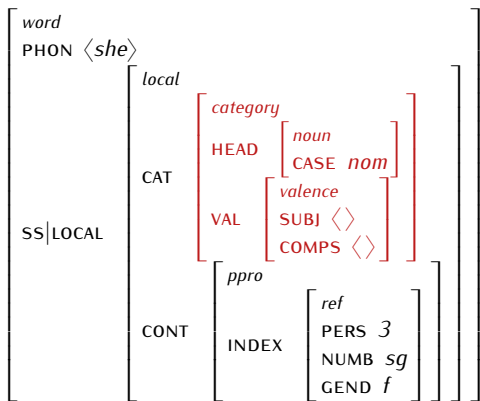 word
PHON ⟨she⟩
local
category
HEAD noun
CASE nom
CAT
valence
VAL SUBJ ⟨⟩
COMPS ⟨⟩
SS|LOCAL
ppro
ref
CONT PERS 3
INDEX NUMB sg
GEND f